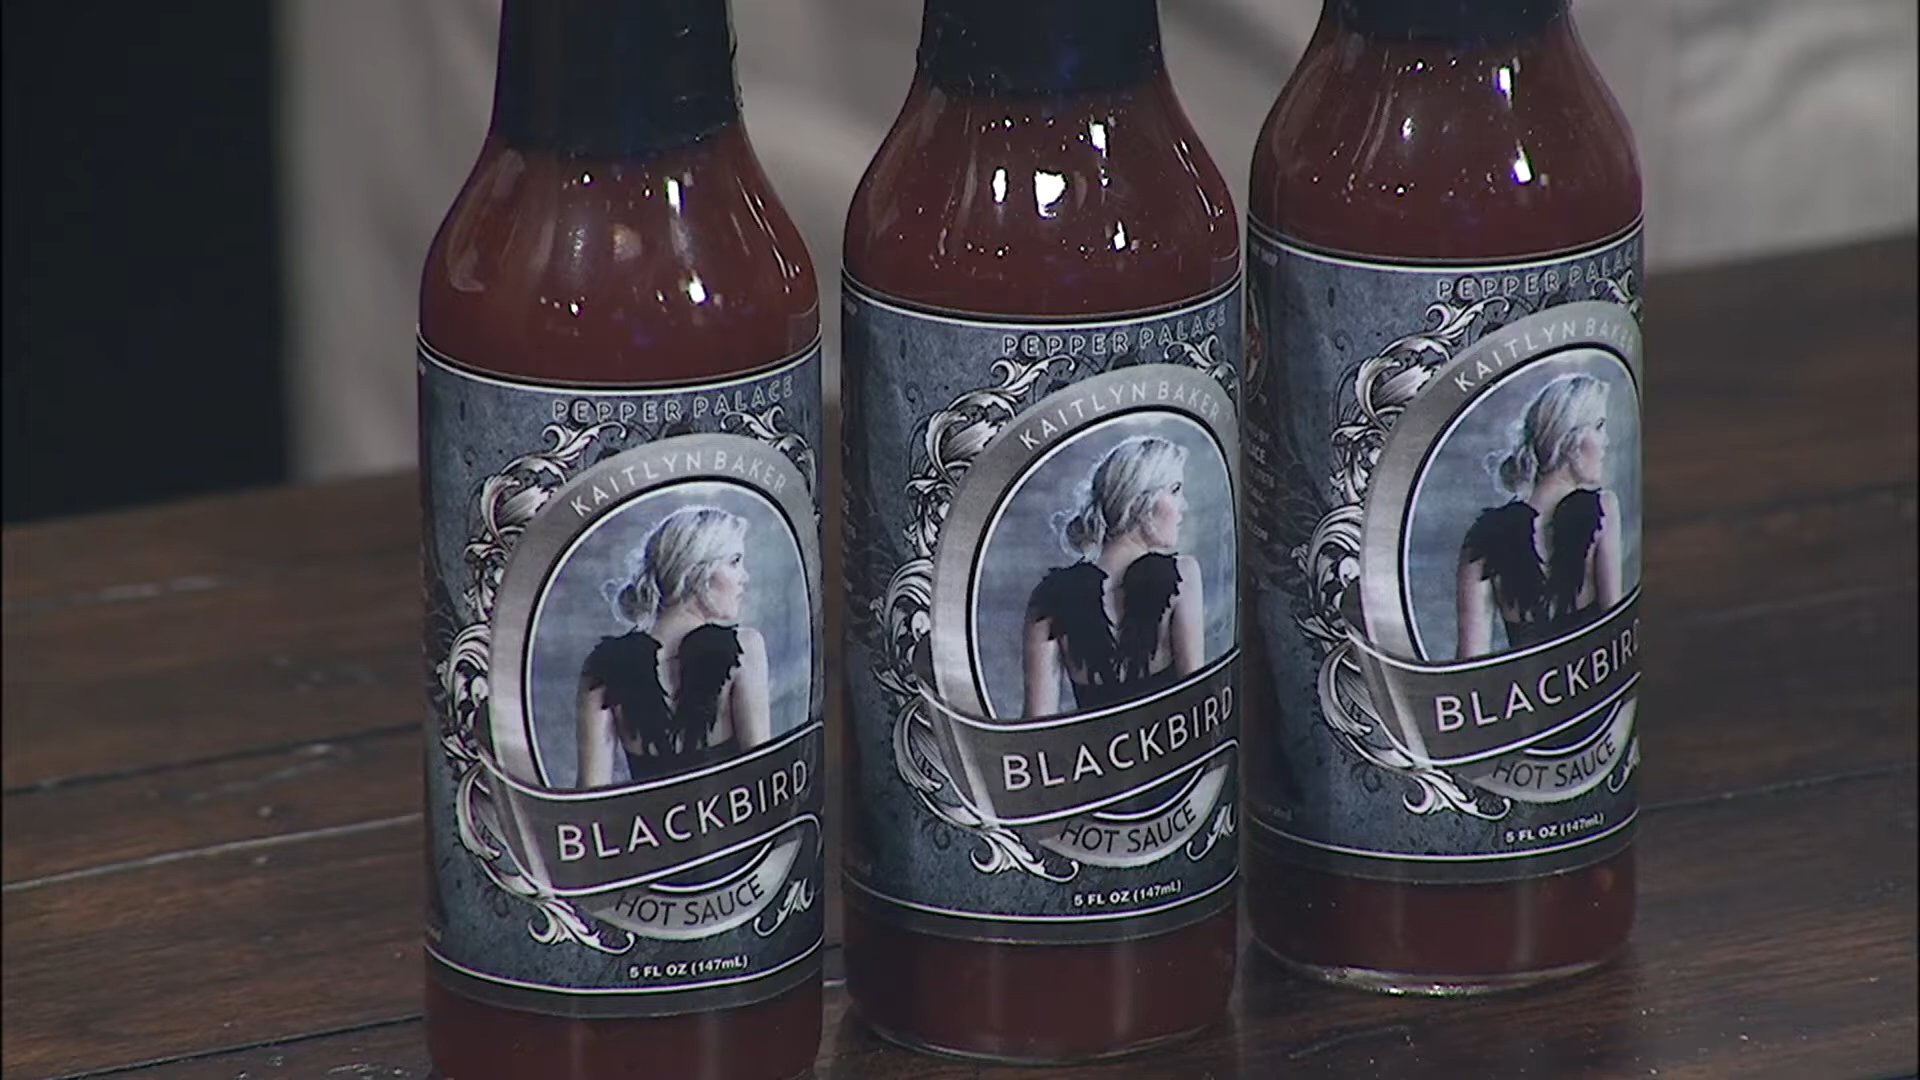 PEPPER PALACE
KAITLYN BAKER
BLACKBIRD
HOT SAUCE
5 FL OZ (147mL)
PEPPER PALACE
KAITLYN BAKER
BLACKBIRD
HOT SAUCE
5 FL OZ (147mL)
PEPPER PALAC
KAITLYN BAKER
BLACKBIRD
HOT SAUCE
5 FL OZ (147mL)